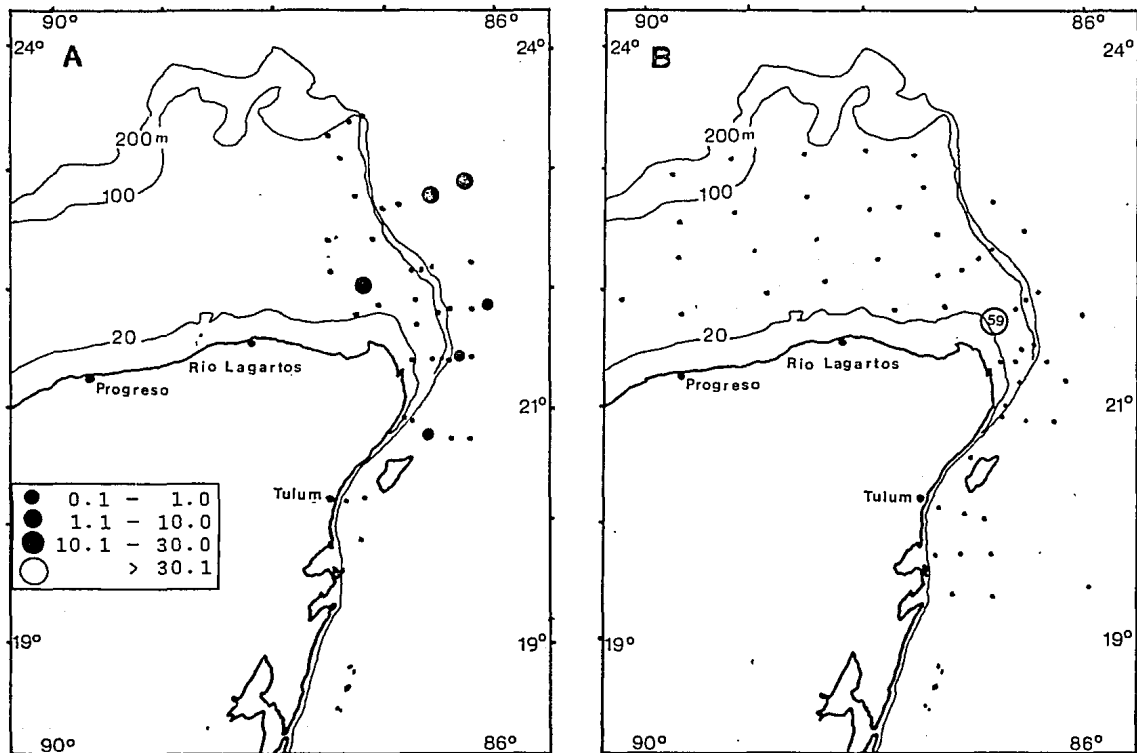 90° 86°
24° A 24°
200m
100
20
Rio Lagartos
Progreso
21°
Tulum
0.1 - 1.0
1.1 - 10.0
10.1 - 30.0
> 30.1
19°
90° 86°
90° 86°
24° B 24°
200m
100
20
59
Rio Lagartos
Progreso
21°
Tulum
19° 19°
90° 86°